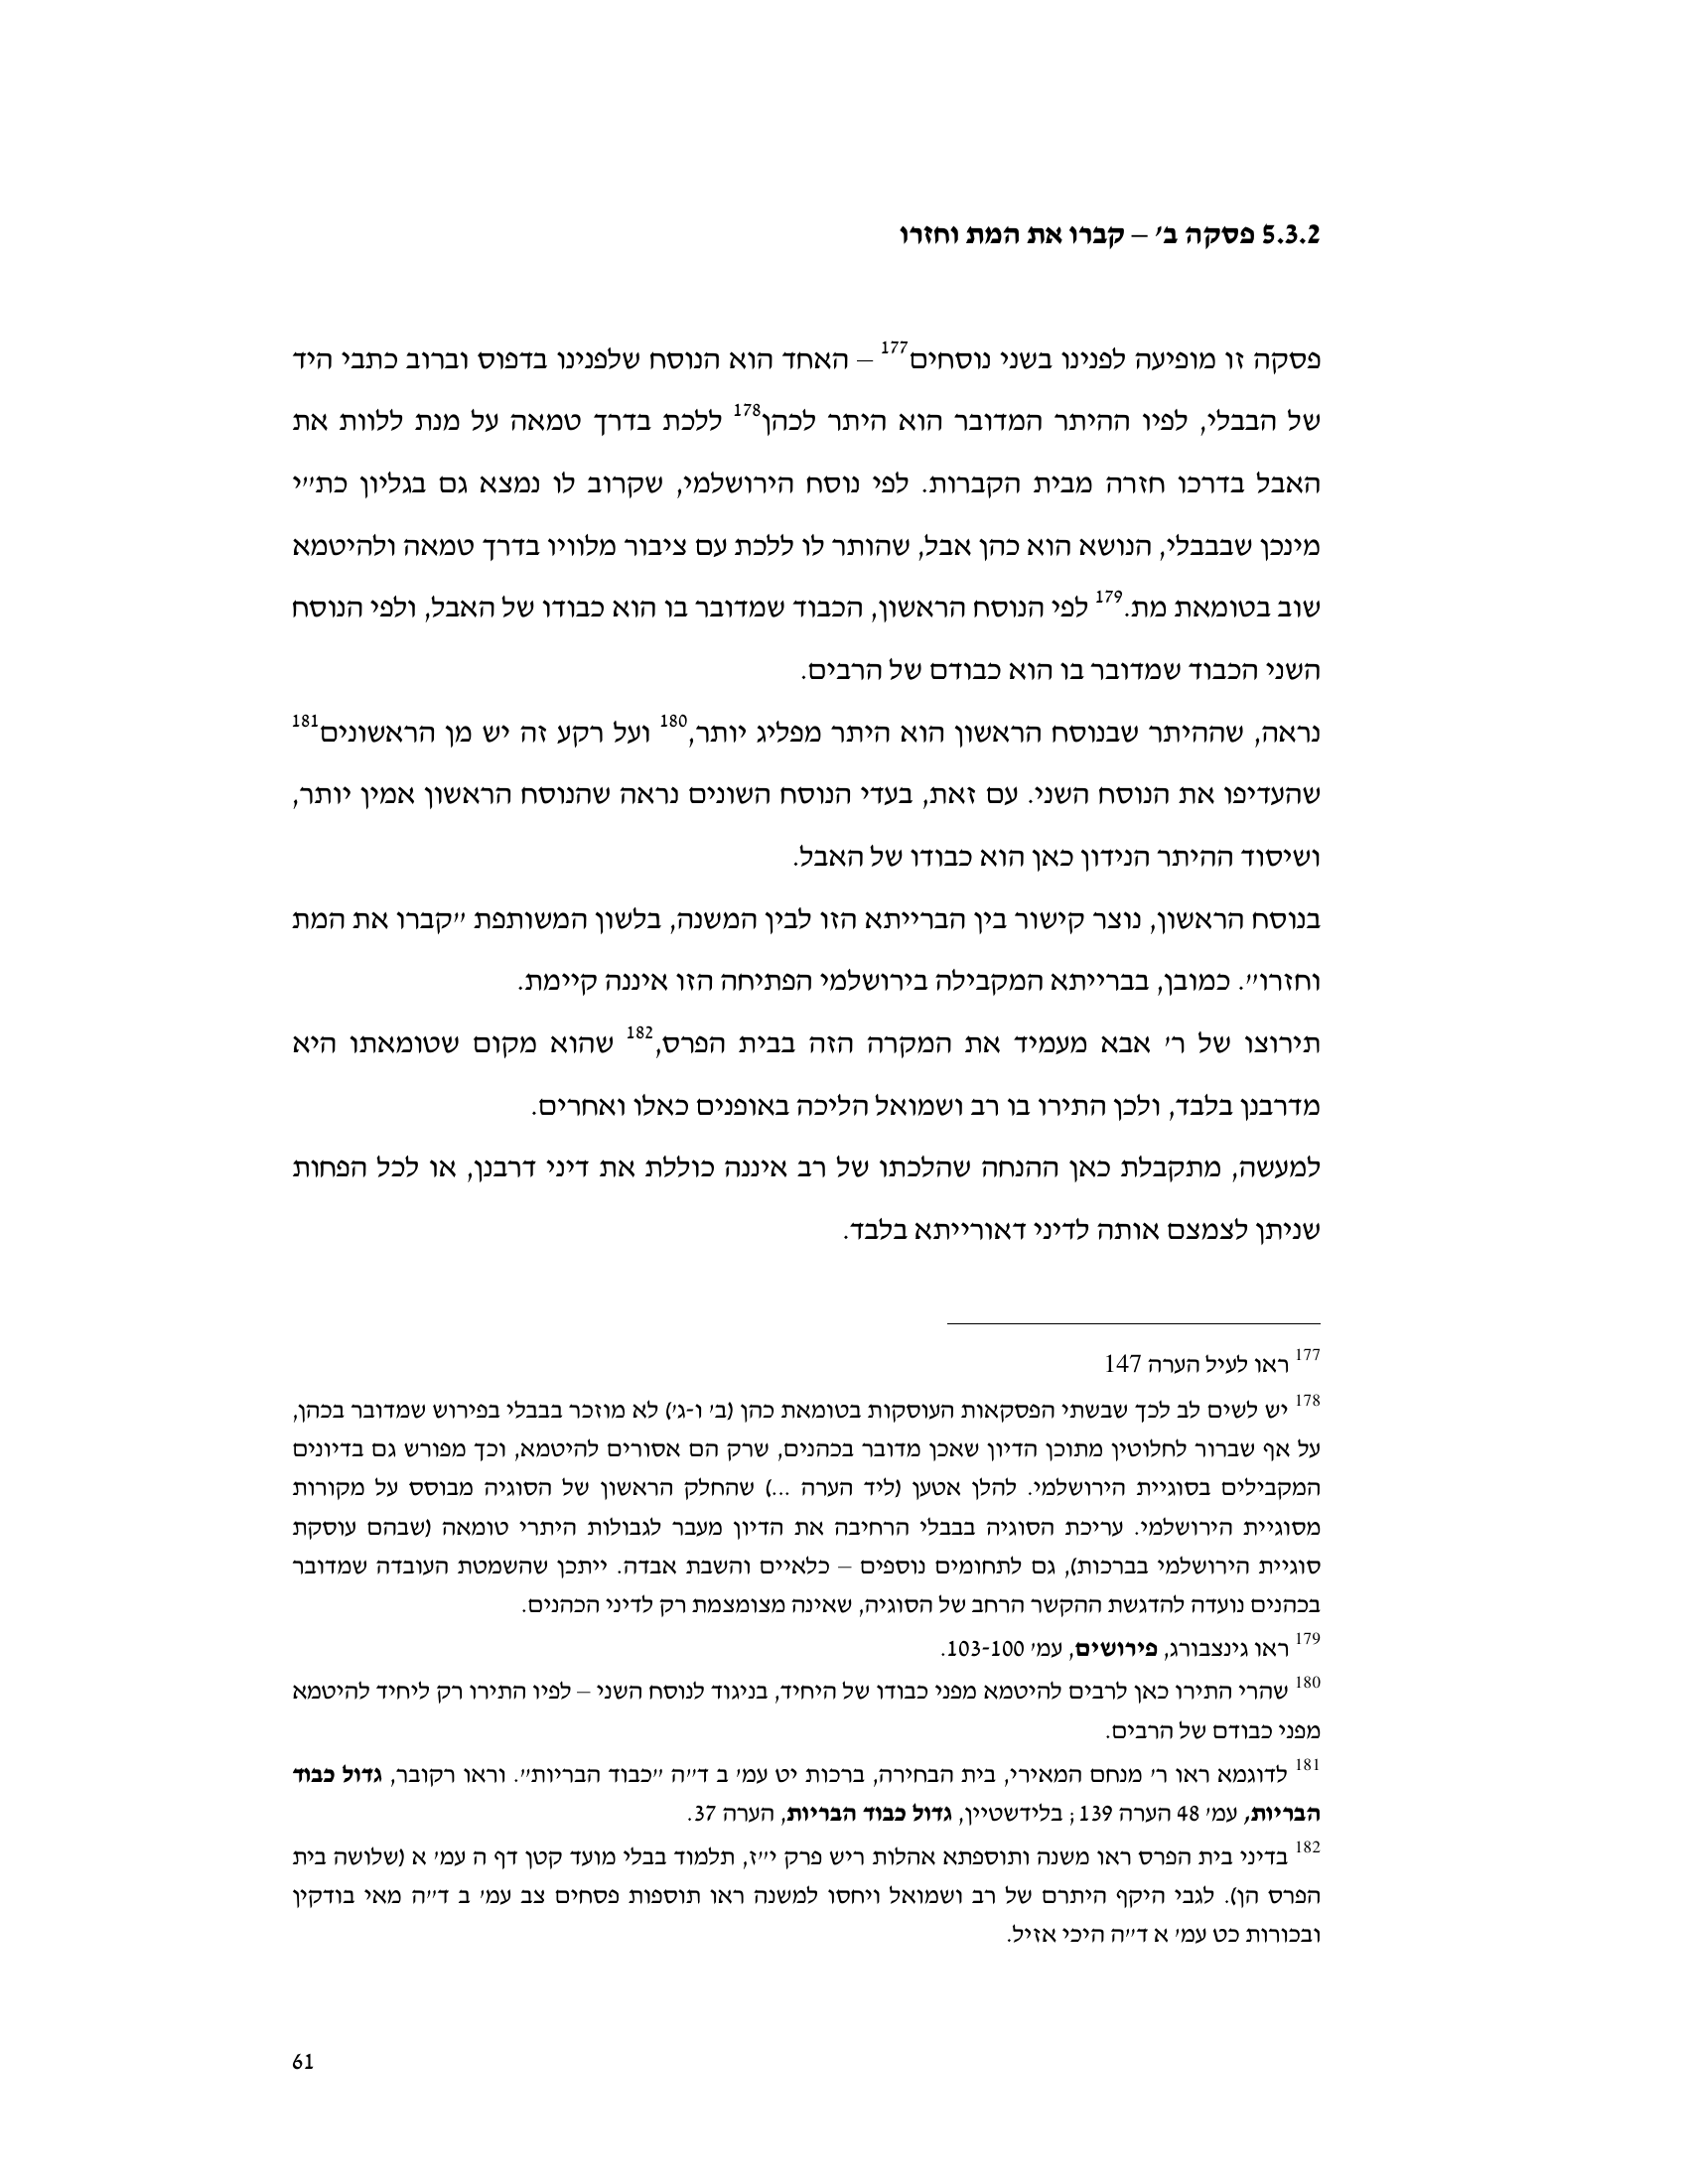 5.3.2 פסקה ב' – קברו את המת וחזרו
פסקה זו מופיעה לפנינו בשני נוסחים177 – האחד הוא הנוסח שלפנינו בדפוס וברוב כתבי היד
של הבבלי, לפיו ההיתר המדובר הוא היתר לכהן178 ללכת בדרך טמאה על מנת ללוות את
האבל בדרכו חזרה מבית הקברות. לפי נוסח הירושלמי, שקרוב לו נמצא גם בגליון כת"י
מינכן שבבבלי, הנושא הוא כהן אבל, שהותר לו ללכת עם ציבור מלוויו בדרך טמאה ולהיטמא
שוב בטומאת מת.179 לפי הנוסח הראשון, הכבוד שמדובר בו הוא כבודו של האבל, ולפי הנוסח
השני הכבוד שמדובר בו הוא כבודם של הרבים.
נראה, שההיתר שבנוסח הראשון הוא היתר מפליג יותר,180 ועל רקע זה יש מן הראשונים181
שהעדיפו את הנוסח השני. עם זאת, בעדי הנוסח השונים נראה שהנוסח הראשון אמין יותר,
ושיסוד ההיתר הנידון כאן הוא כבודו של האבל.
בנוסח הראשון, נוצר קישור בין הברייתא הזו לבין המשנה, בלשון המשותפת "קברו את המת
וחזרו". כמובן, בברייתא המקבילה בירושלמי הפתיחה הזו איננה קיימת.
תירוצו של ר' אבא מעמיד את המקרה הזה בבית הפרס,182 שהוא מקום שטומאתו היא
מדרבנן בלבד, ולכן התירו בו רב ושמואל הליכה באופנים כאלו ואחרים.
למעשה, מתקבלת כאן ההנחה שהלכתו של רב איננה כוללת את דיני דרבנן, או לכל הפחות
שניתן לצמצם אותה לדיני דאורייתא בלבד.
177 ראו לעיל הערה 147
178 יש לשים לב לכך שבשתי הפסקאות העוסקות בטומאת כהן (ב' ו-ג') לא מוזכר בבבלי בפירוש שמדובר בכהן,
על אף שברור לחלוטין מתוכן הדיון שאכן מדובר בכהנים, שרק הם אסורים להיטמא, וכך מפורש גם בדיונים
המקבילים בסוגיית הירושלמי. להלן אטען (ליד הערה ...) שהחלק הראשון של הסוגיה מבוסס על מקורות
מסוגיית הירושלמי. עריכת הסוגיה בבבלי הרחיבה את הדיון מעבר לגבולות היתרי טומאה (שבהם עוסקת
סוגיית הירושלמי בברכות), גם לתחומים נוספים – כלאיים והשבת אבדה. ייתכן שהשמטת העובדה שמדובר
בכהנים נועדה להדגשת ההקשר הרחב של הסוגיה, שאינה מצומצמת רק לדיני הכהנים.
179 ראו גינצבורג, פירושים, עמ' 103-100.
180 שהרי התירו כאן לרבים להיטמא מפני כבודו של היחיד, בניגוד לנוסח השני – לפיו התירו רק ליחיד להיטמא
מפני כבודם של הרבים.
181 לדוגמא ראו ר' מנחם המאירי, בית הבחירה, ברכות יט עמ' ב ד"ה "כבוד הבריות". וראו רקובר, גדול כבוד
הבריות, עמ' 48 הערה 139; בלידשטיין, גדול כבוד הבריות, הערה 37.
182 בדיני בית הפרס ראו משנה ותוספתא אהלות ריש פרק י"ז, תלמוד בבלי מועד קטן דף ה עמ' א (שלושה בית
הפרס הן). לגבי היקף היתרם של רב ושמואל ויחסו למשנה ראו תוספות פסחים צב עמ' ב ד"ה מאי בודקין
ובכורות כט עמ' א ד"ה היכי אזיל.
61